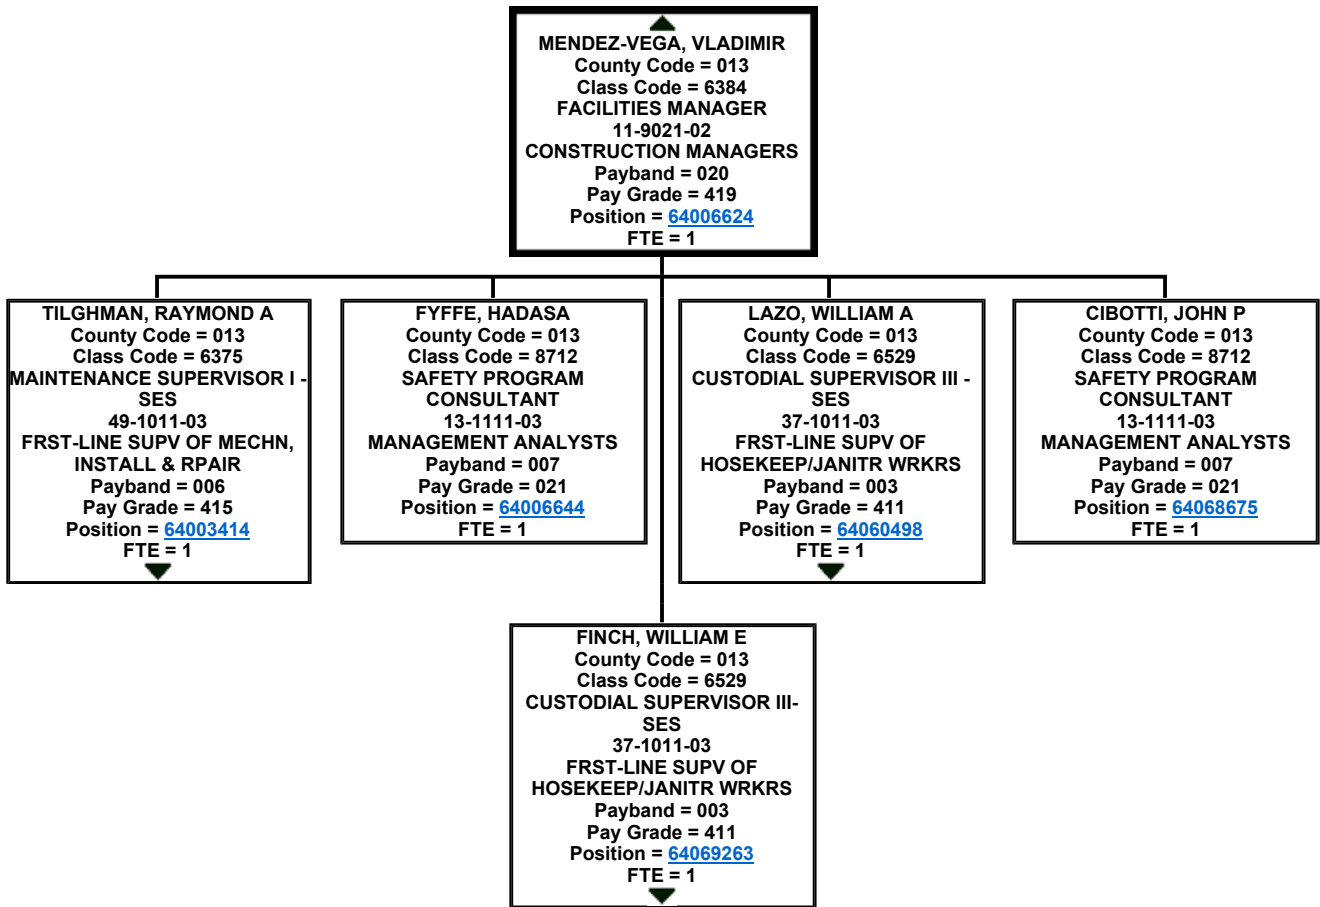 MENDEZ-VEGA, VLADIMIR
County Code = 013
Class Code = 6384
FACILITIES MANAGER
11-9021-02
CONSTRUCTION MANAGERS
Payband = 020
Pay Grade = 419
Position = 64006624
FTE = 1
TILGHMAN, RAYMOND A
County Code = 013
Class Code = 6375
MAINTENANCE SUPERVISOR I -
SES
49-1011-03
FRST-LINE SUPV OF MECHN,
INSTALL & RPAIR
Payband = 006
Pay Grade = 415
Position = 64003414
FTE = 1
FYFFE, HADASA
County Code = 013
Class Code = 8712
SAFETY PROGRAM
CONSULTANT
13-1111-03
MANAGEMENT ANALYSTS
Payband = 007
Pay Grade = 021
Position = 64006644
FTE = 1
LAZO, WILLIAM A
County Code = 013
Class Code = 6529
CUSTODIAL SUPERVISOR III -
SES
37-1011-03
FRST-LINE SUPV OF
HOSEKEEP/JANITR WRKRS
Payband = 003
Pay Grade = 411
Position = 64060498
FTE = 1
CIBOTTI, JOHN P
County Code = 013
Class Code = 8712
SAFETY PROGRAM
CONSULTANT
13-1111-03
MANAGEMENT ANALYSTS
Payband = 007
Pay Grade = 021
Position = 64068675
FTE = 1
FINCH, WILLIAM E
County Code = 013
Class Code = 6529
CUSTODIAL SUPERVISOR III-
SES
37-1011-03
FRST-LINE SUPV OF
HOSEKEEP/JANITR WRKRS
Payband = 003
Pay Grade = 411
Position = 64069263
FTE = 1